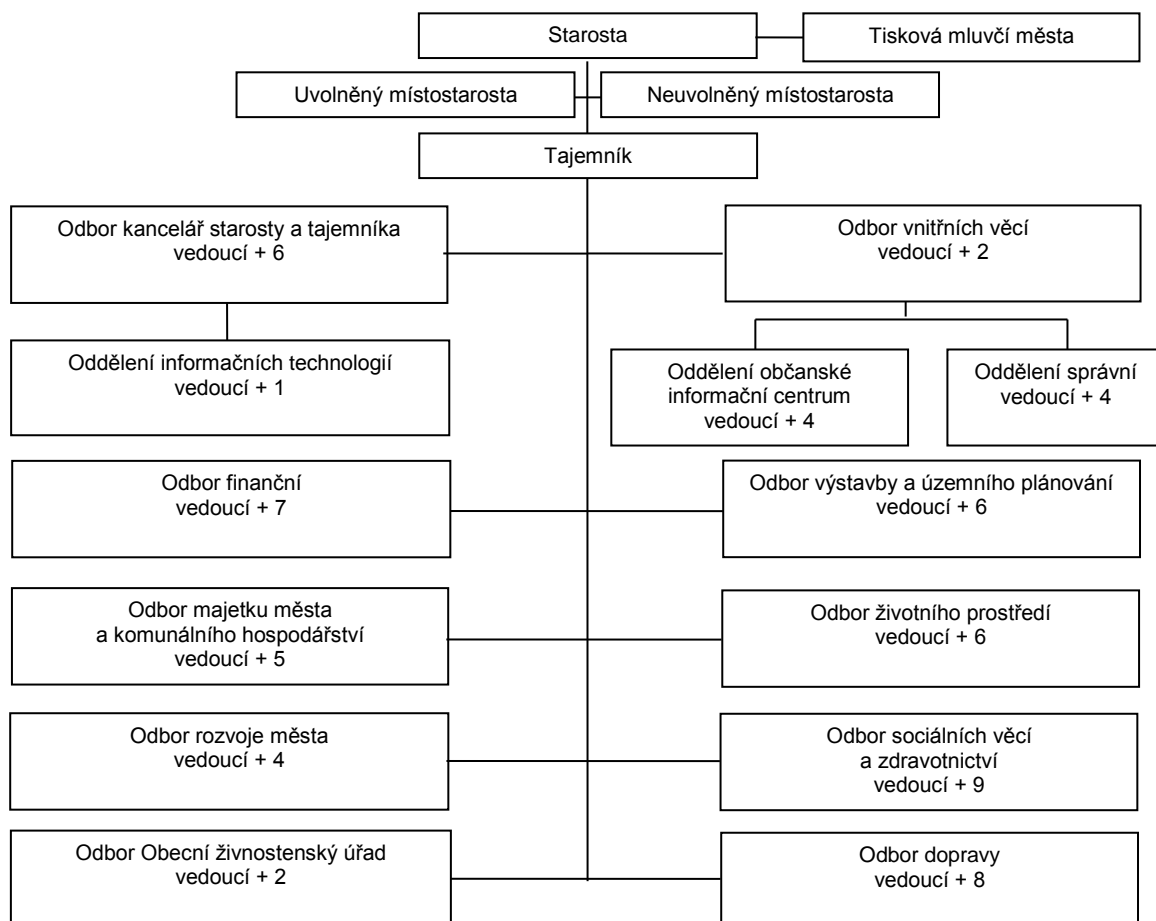 Starosta
Tisková mluvčí města
Uvolněný místostarosta
Neuvolněný místostarosta
Tajemník
Odbor kancelář starosty a tajemníka
vedoucí + 6
Odbor vnitřních věcí
vedoucí + 2
Oddělení informačních technologií
vedoucí + 1
Oddělení občanské
informační centrum
vedoucí + 4
Oddělení správní
vedoucí + 4
Odbor finanční
vedoucí + 7
Odbor výstavby a územního plánování
vedoucí + 6
Odbor majetku města
a komunálního hospodářství
vedoucí + 5
Odbor životního prostředí
vedoucí + 6
Odbor rozvoje města
vedoucí + 4
Odbor sociálních věcí
a zdravotnictví
vedoucí + 9
Odbor Obecní živnostenský úřad
vedoucí + 2
Odbor dopravy
vedoucí + 8